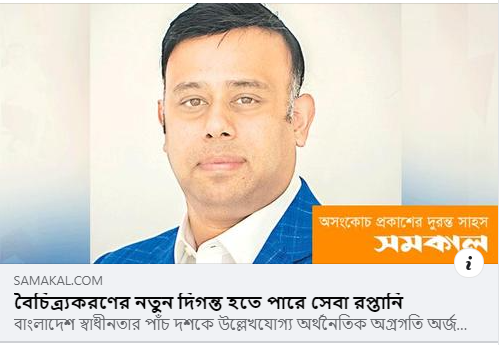 অসংকোচ প্রকাশের দুরন্ত সাহস
সমকাল
i
SAMAKAL.COM
বৈচিত্র্যকরণের নতুন দিগন্ত হতে পারে সেবা রপ্তানি
বাংলাদেশ স্বাধীনতার পাঁচ দশকে উল্লেখযোগ্য অর্থনৈতিক অগ্রগতি অর্জ...